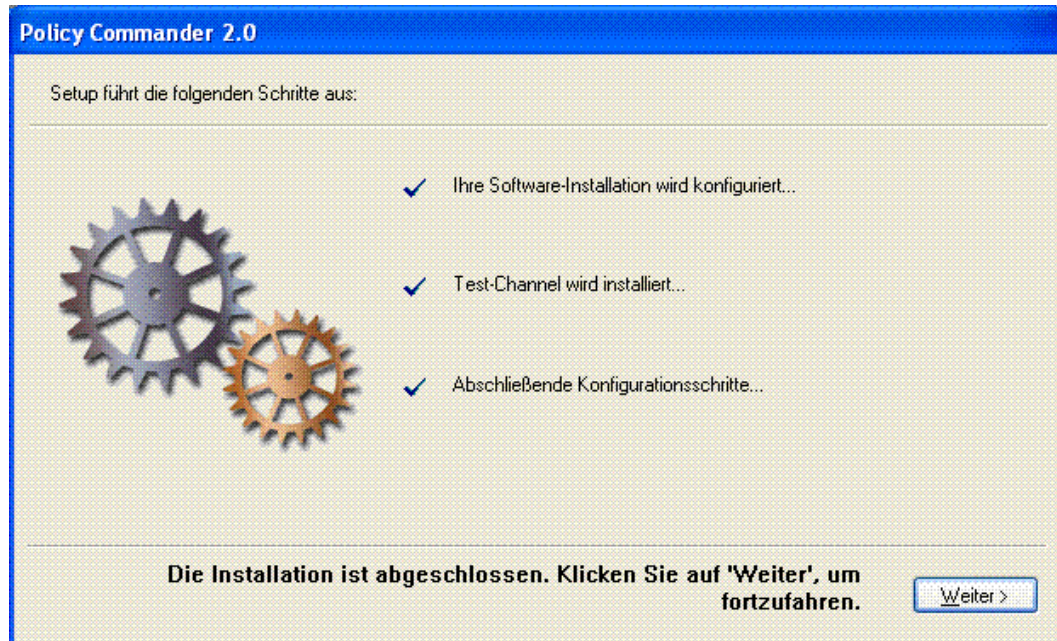 Policy Commander 2.0
Setup führt die folgenden Schritte aus:
Ihre Software-Installation wird konfiguriert...
Test-Channel wird installiert...
Abschließende Konfigurationsschritte...
Die Installation ist abgeschlossen. Klicken Sie auf 'Weiter', um
fortzufahren.
Weiter >